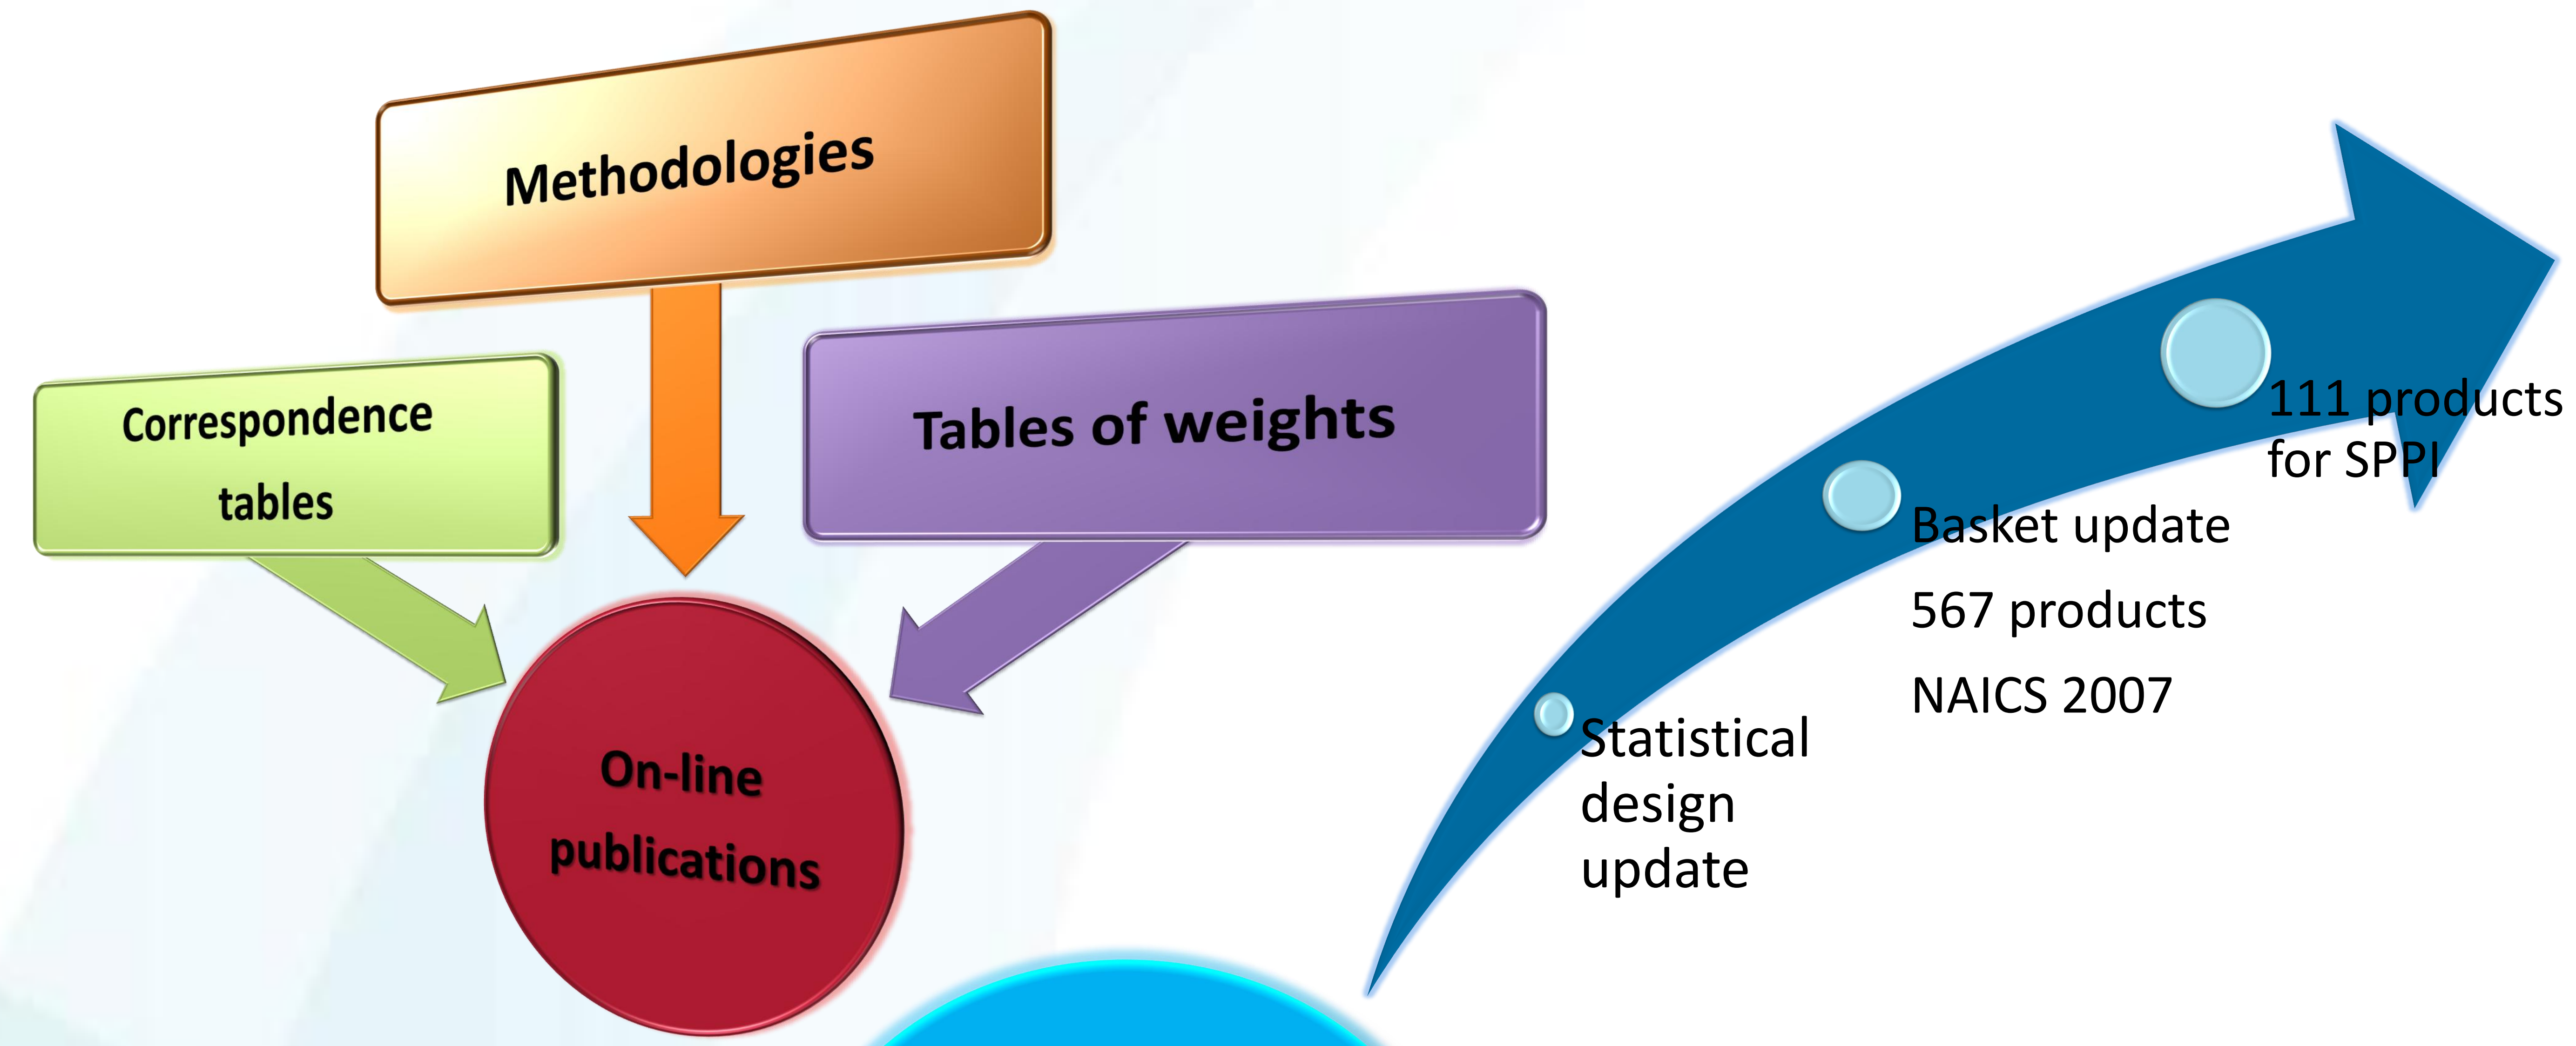 Methodologies
Correspondence
tables
Tables of weights
On-line
publications
111 products
for SPPI
Basket update
567 products
NAICS 2007
Statistical
design
update